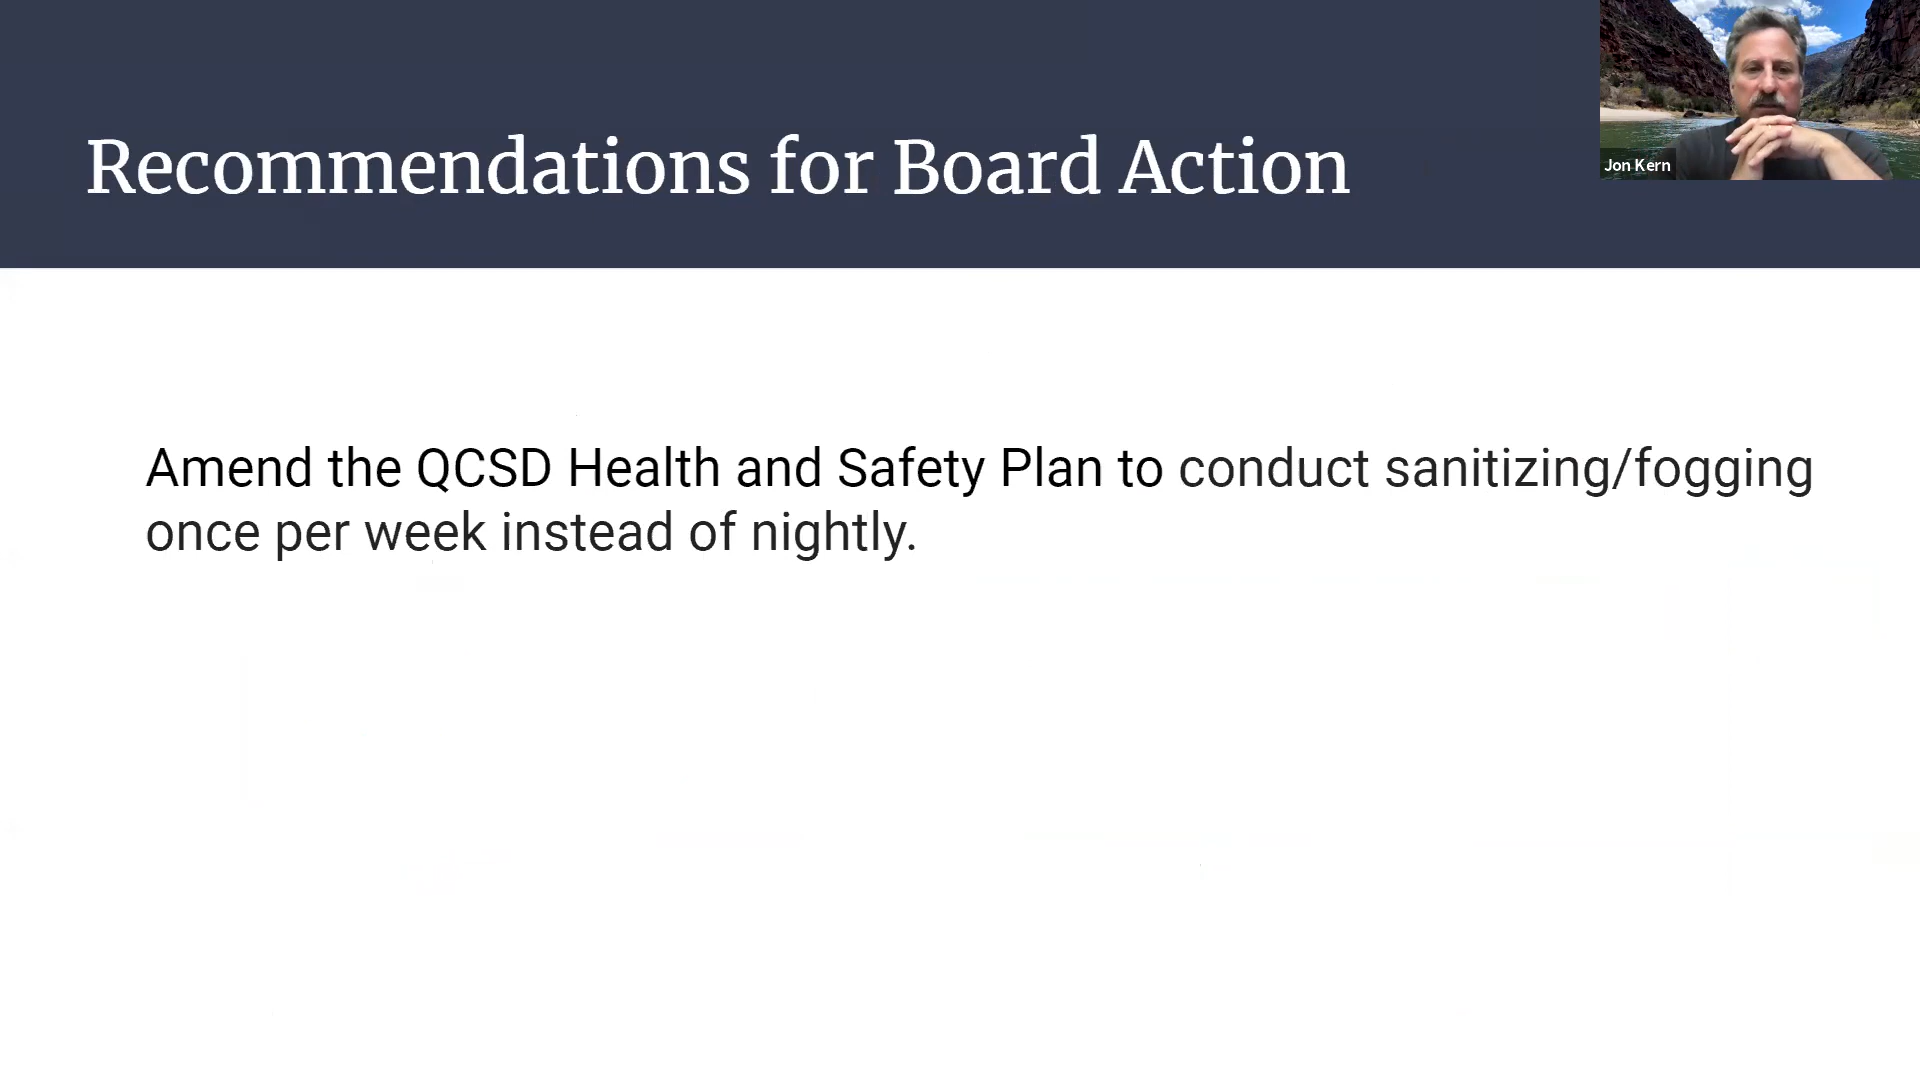 Recommendations for Board Action
Jon Kern
Amend the QCSD Health and Safety Plan to conduct sanitizing/fogging
once per week instead of nightly.